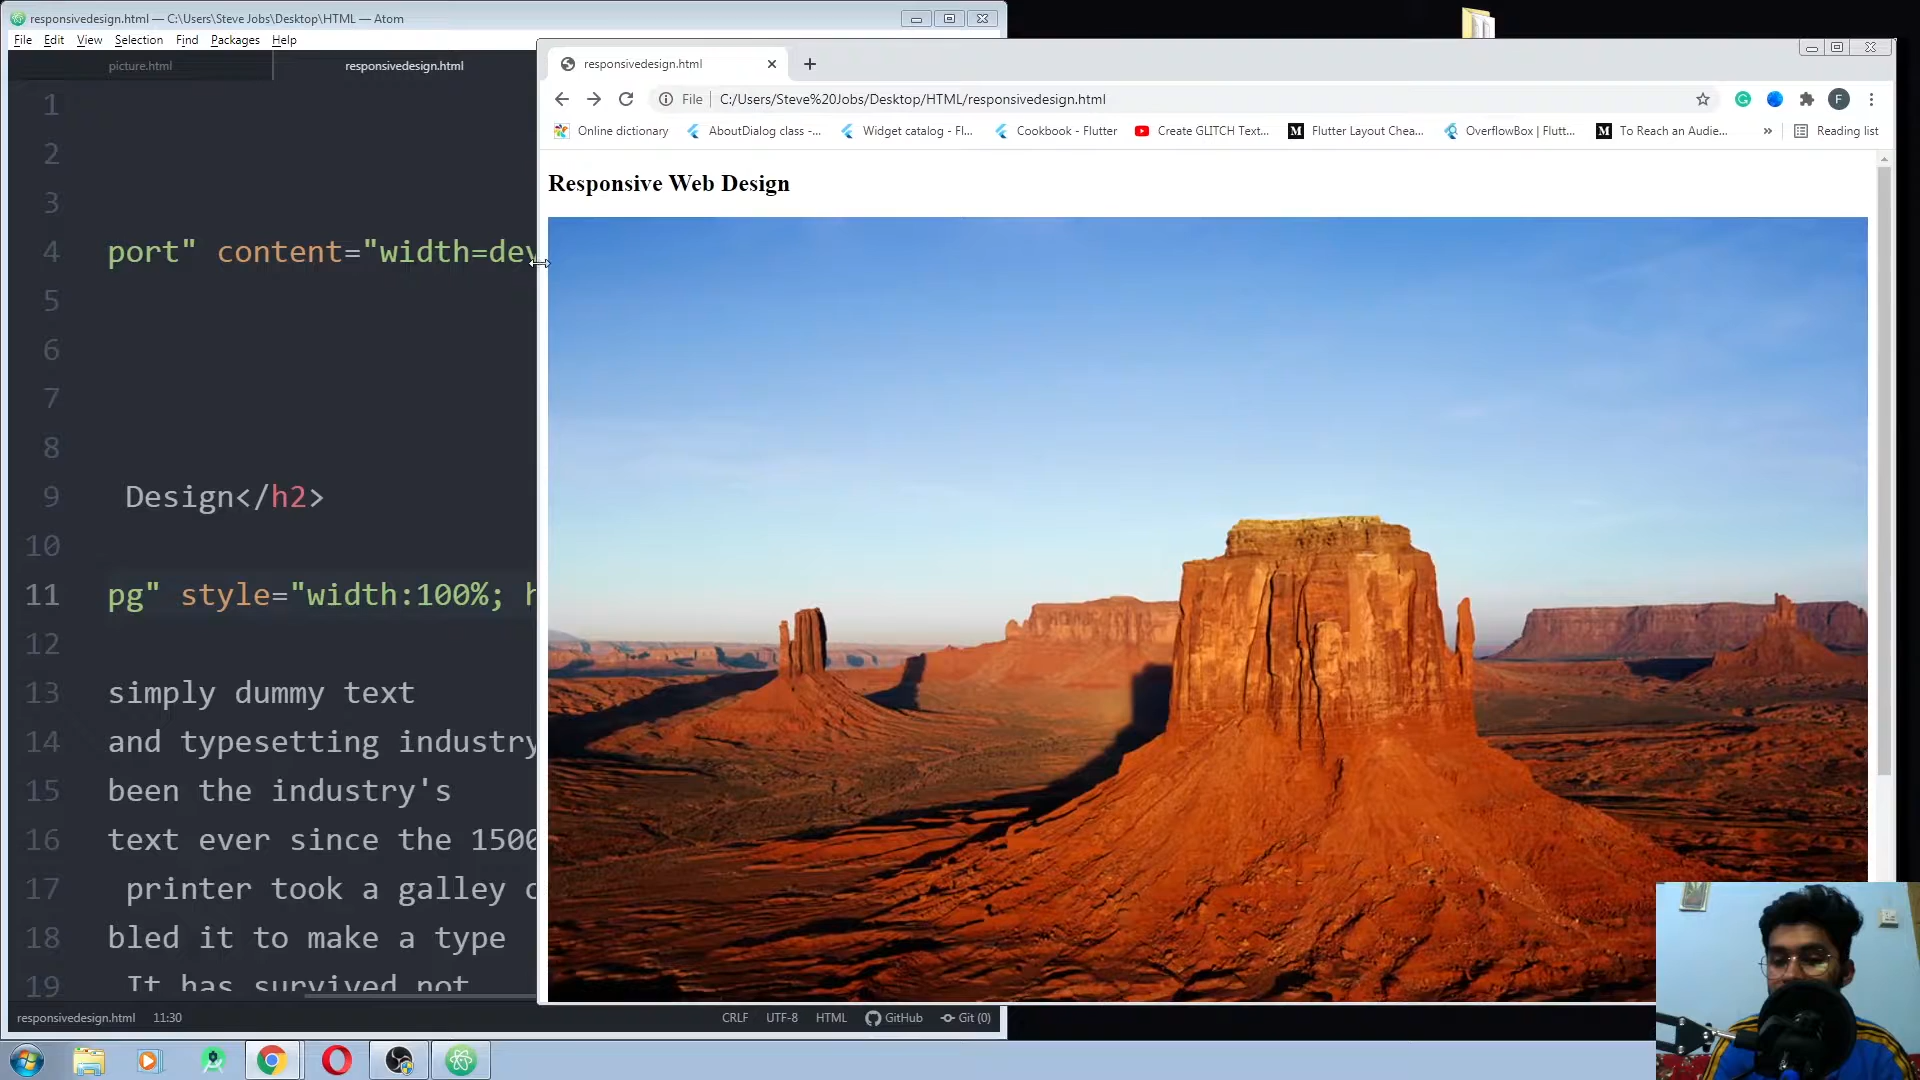 responsivedesign.html — C:\Users\Steve Jobs\Desktop\HTML — Atom
File Edit View Selection Find Packages Help
picture.html responsivedesign.html
1
2
3
4 port" content="width=dev
5
6
7
8
9 Design</h2>
10
11 pg" style="width:100%; h
12
13 simply dummy text
14 and typesetting industry
15 been the industry's
16 text ever since the 1500
17 printer took a galley o
18 bled it to make a type
19 It has survived not
responsivedesign.html 11:30 CRLF UTF-8 HTML GitHub Git (0)
responsivedesign.html
File C:/Users/Steve%20Jobs/Desktop/HTML/responsivedesign.html F
Online dictionary AboutDialog class -... Widget catalog - Fl... Cookbook - Flutter Create GLITCH Text... Flutter Layout Chea... OverflowBox | Flutt... To Reach an Audie... » Reading list
Responsive Web Design